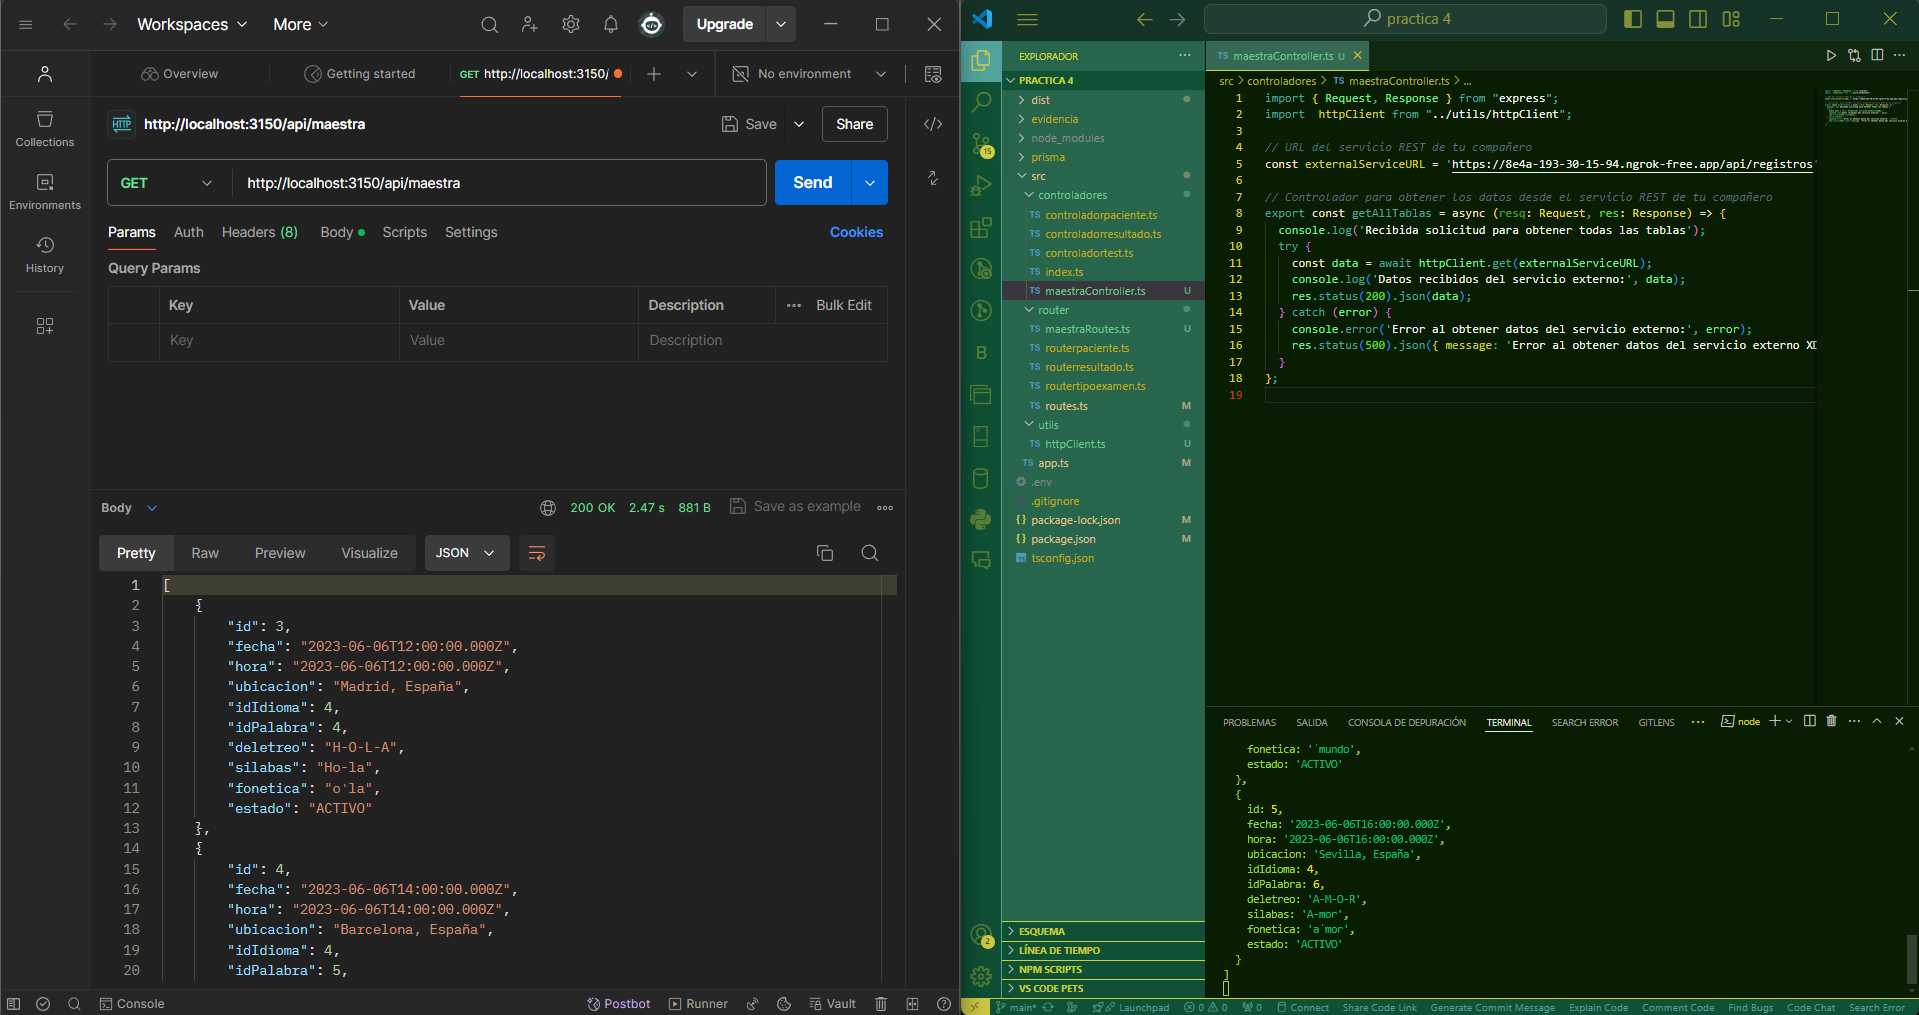 Workspaces
More
Upgrade
Overview
Getting started
GET http://localhost:3150/
No environment
HTTP
http://localhost:3150/api/maestra
Save
Share
Collections
Environments
History
GET
http://localhost:3150/api/maestra
Send
Params
Auth
Headers (8)
Body
Scripts
Settings
Cookies
Query Params
Key
Value
Description
Bulk Edit
Key
Value
Description
Body
200 OK
2.47 s
881 B
Save as example
Pretty
Raw
Preview
Visualize
JSON
1 [
2 {
3 "id": 3,
4 "fecha": "2023-06-06T12:00:00.000Z",
5 "hora": "2023-06-06T12:00:00.000Z",
6 "ubicacion": "Madrid, España",
7 "idIdioma": 4,
8 "idPalabra": 4,
9 "deletreo": "H-O-L-A",
10 "silabas": "Ho-la",
11 "fonetica": "o'la",
12 "estado": "ACTIVO"
13 },
14 {
15 "id": 4,
16 "fecha": "2023-06-06T14:00:00.000Z",
17 "hora": "2023-06-06T14:00:00.000Z",
18 "ubicacion": "Barcelona, España",
19 "idIdioma": 4,
20 "idPalabra": 5,
Console
Postbot
Runner
Vault
practica 4
EXPLORADOR
PRACTICA 4
dist
evidencia
node_modules
prisma
src
controladores
TS controladorpaciente.ts
TS controladorresultado.ts
TS controladortest.ts
TS index.ts
TS maestraController.ts U
router
TS maestraRoutes.ts U
TS routerpaciente.ts
TS routerresultado.ts
TS routertipoexamen.ts
TS routes.ts M
utils
TS httpClient.ts U
TS app.ts M
.env
.gitignore
{} package-lock.json M
{} package.json M
tsconfig.json
15
B
2
ESQUEMA
LÍNEA DE TIEMPO
NPM SCRIPTS
VS CODE PETS
TS maestraController.ts U
src > controladores > TS maestraController.ts > ...
1 import { Request, Response } from "express";
2 import httpClient from "../utils/httpClient";
3
4 // URL del servicio REST de tu compañero
5 const externalServiceURL = 'https://8e4a-193-30-15-94.ngrok-free.app/api/registros'
6
7 // Controlador para obtener los datos desde el servicio REST de tu compañero
8 export const getAllTablas = async (resq: Request, res: Response) => {
9 console.log('Recibida solicitud para obtener todas las tablas');
10 try {
11 const data = await httpClient.get(externalServiceURL);
12 console.log('Datos recibidos del servicio externo:', data);
13 res.status(200).json(data);
14 } catch (error) {
15 console.error('Error al obtener datos del servicio externo:', error);
16 res.status(500).json({ message: 'Error al obtener datos del servicio externo XD
17 }
18 };
19
PROBLEMAS
SALIDA
CONSOLA DE DEPURACIÓN
TERMINAL
SEARCH ERROR
GITLENS
node
fonetica: '`mundo',
estado: 'ACTIVO'
},
{
id: 5,
fecha: '2023-06-06T16:00:00.000Z',
hora: '2023-06-06T16:00:00.000Z',
ubicacion: 'Sevilla, España',
idIdioma: 4,
idPalabra: 6,
deletreo: 'A-M-O-R',
silabas: 'A-mor',
fonetica: 'a`mor',
estado: 'ACTIVO'
}
]
main*
Launchpad
0
0
0
Connect
Share Code Link
Generate Commit Message
Explain Code
Comment Code
Find Bugs
Code Chat
Search Error